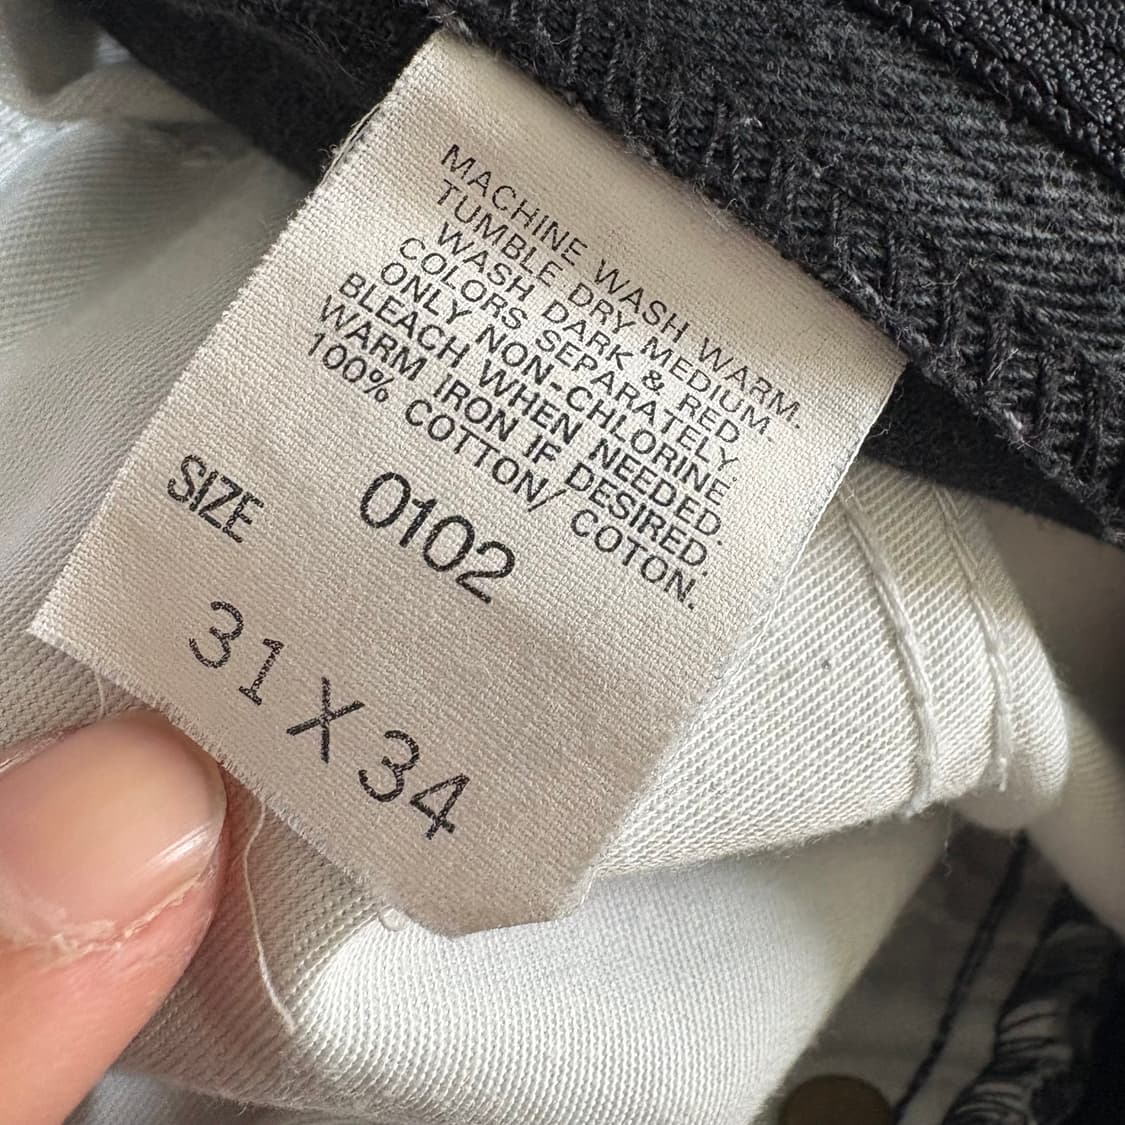 MACHINE WASH WARM.
TUMBLE DRY MEDIUM.
WASH DARK & RED
COLORS SEPARATELY.
ONLY NON-CHLORINE
BLEACH WHEN NEEDED.
WARM IRON IF DESIRED.
100% COTTON/ COTON.
SIZE 0102
31 X 34